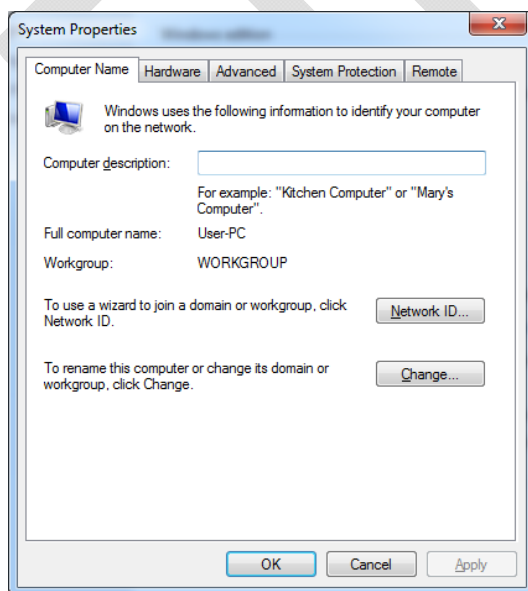 System Properties
Windows edition
Computer Name Hardware Advanced System Protection Remote
Windows uses the following information to identify your computer
on the network.
Computer description:
For example: "Kitchen Computer" or "Mary's
Computer".
Full computer name: User-PC
Workgroup: WORKGROUP
To use a wizard to join a domain or workgroup, click
Network ID.
Network ID...
To rename this computer or change its domain or
workgroup, click Change.
Change...
OK Cancel Apply